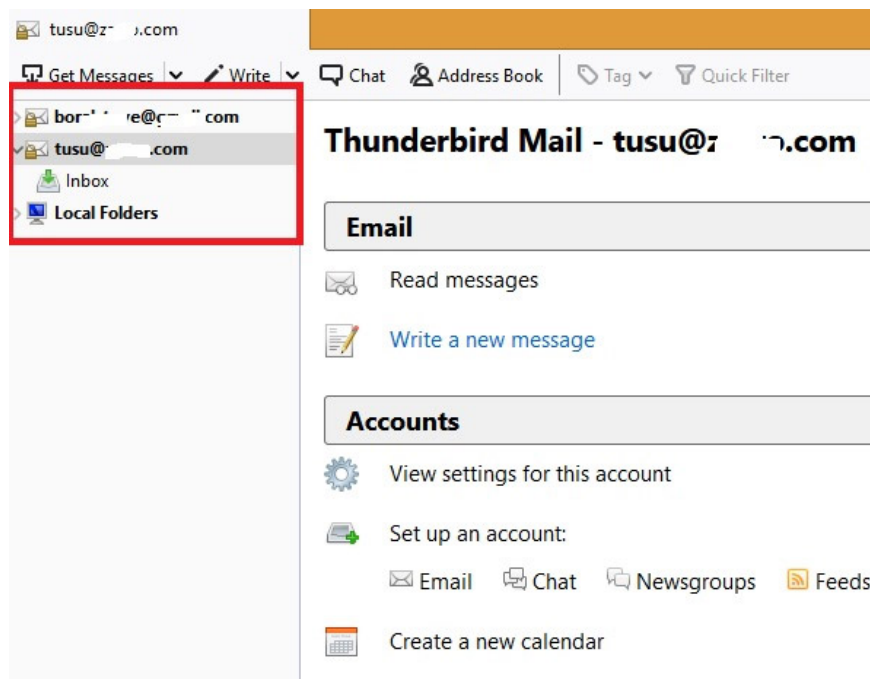 tusu@z .com
Get Messages Write Chat Address Book Tag Quick Filter
com
tusu@ .com
Inbox
Local Folders
Thunderbird Mail - tusu@z .com
Email
Read messages
Write a new message
Accounts
View settings for this account
Set up an account:
Email Chat Newsgroups Feeds
Create a new calendar